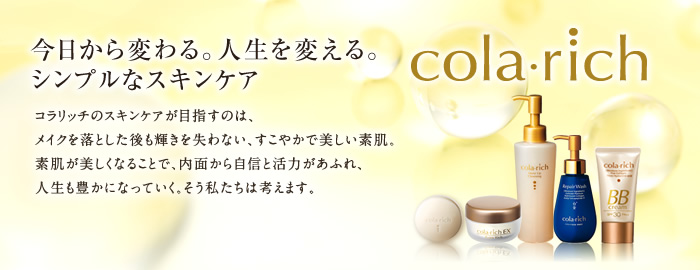 今日から変わる。人生を変える。
シンプルなスキンケア
cola·rich
コラリッチのスキンケアが目指すのは、
メイクを落とした後も輝きを失わない、すこやかで美しい素肌。
素肌が美しくなることで、内面から自信と活力があふれ、
人生も豊かになっていく。そう私たちは考えます。
cola·rich EX
cola·rich
Repair Wash
cola·rich
cola·rich
BB
cream